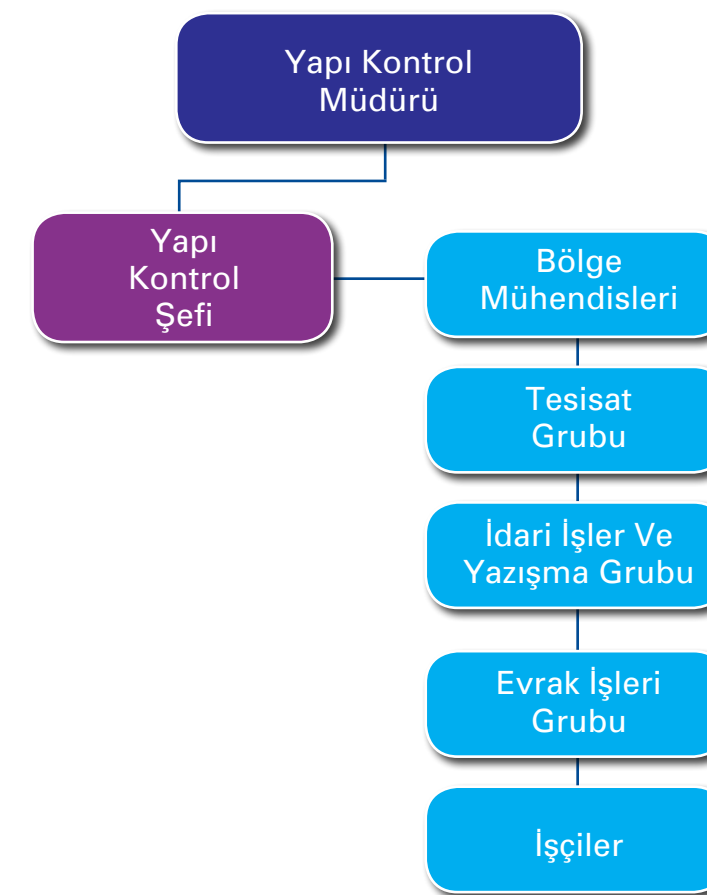 Yapı Kontrol
Müdürü
Yapı
Kontrol
Şefi
Bölge
Mühendisleri
Tesisat
Grubu
İdari İşler Ve
Yazışma Grubu
Evrak İşleri
Grubu
İşçiler